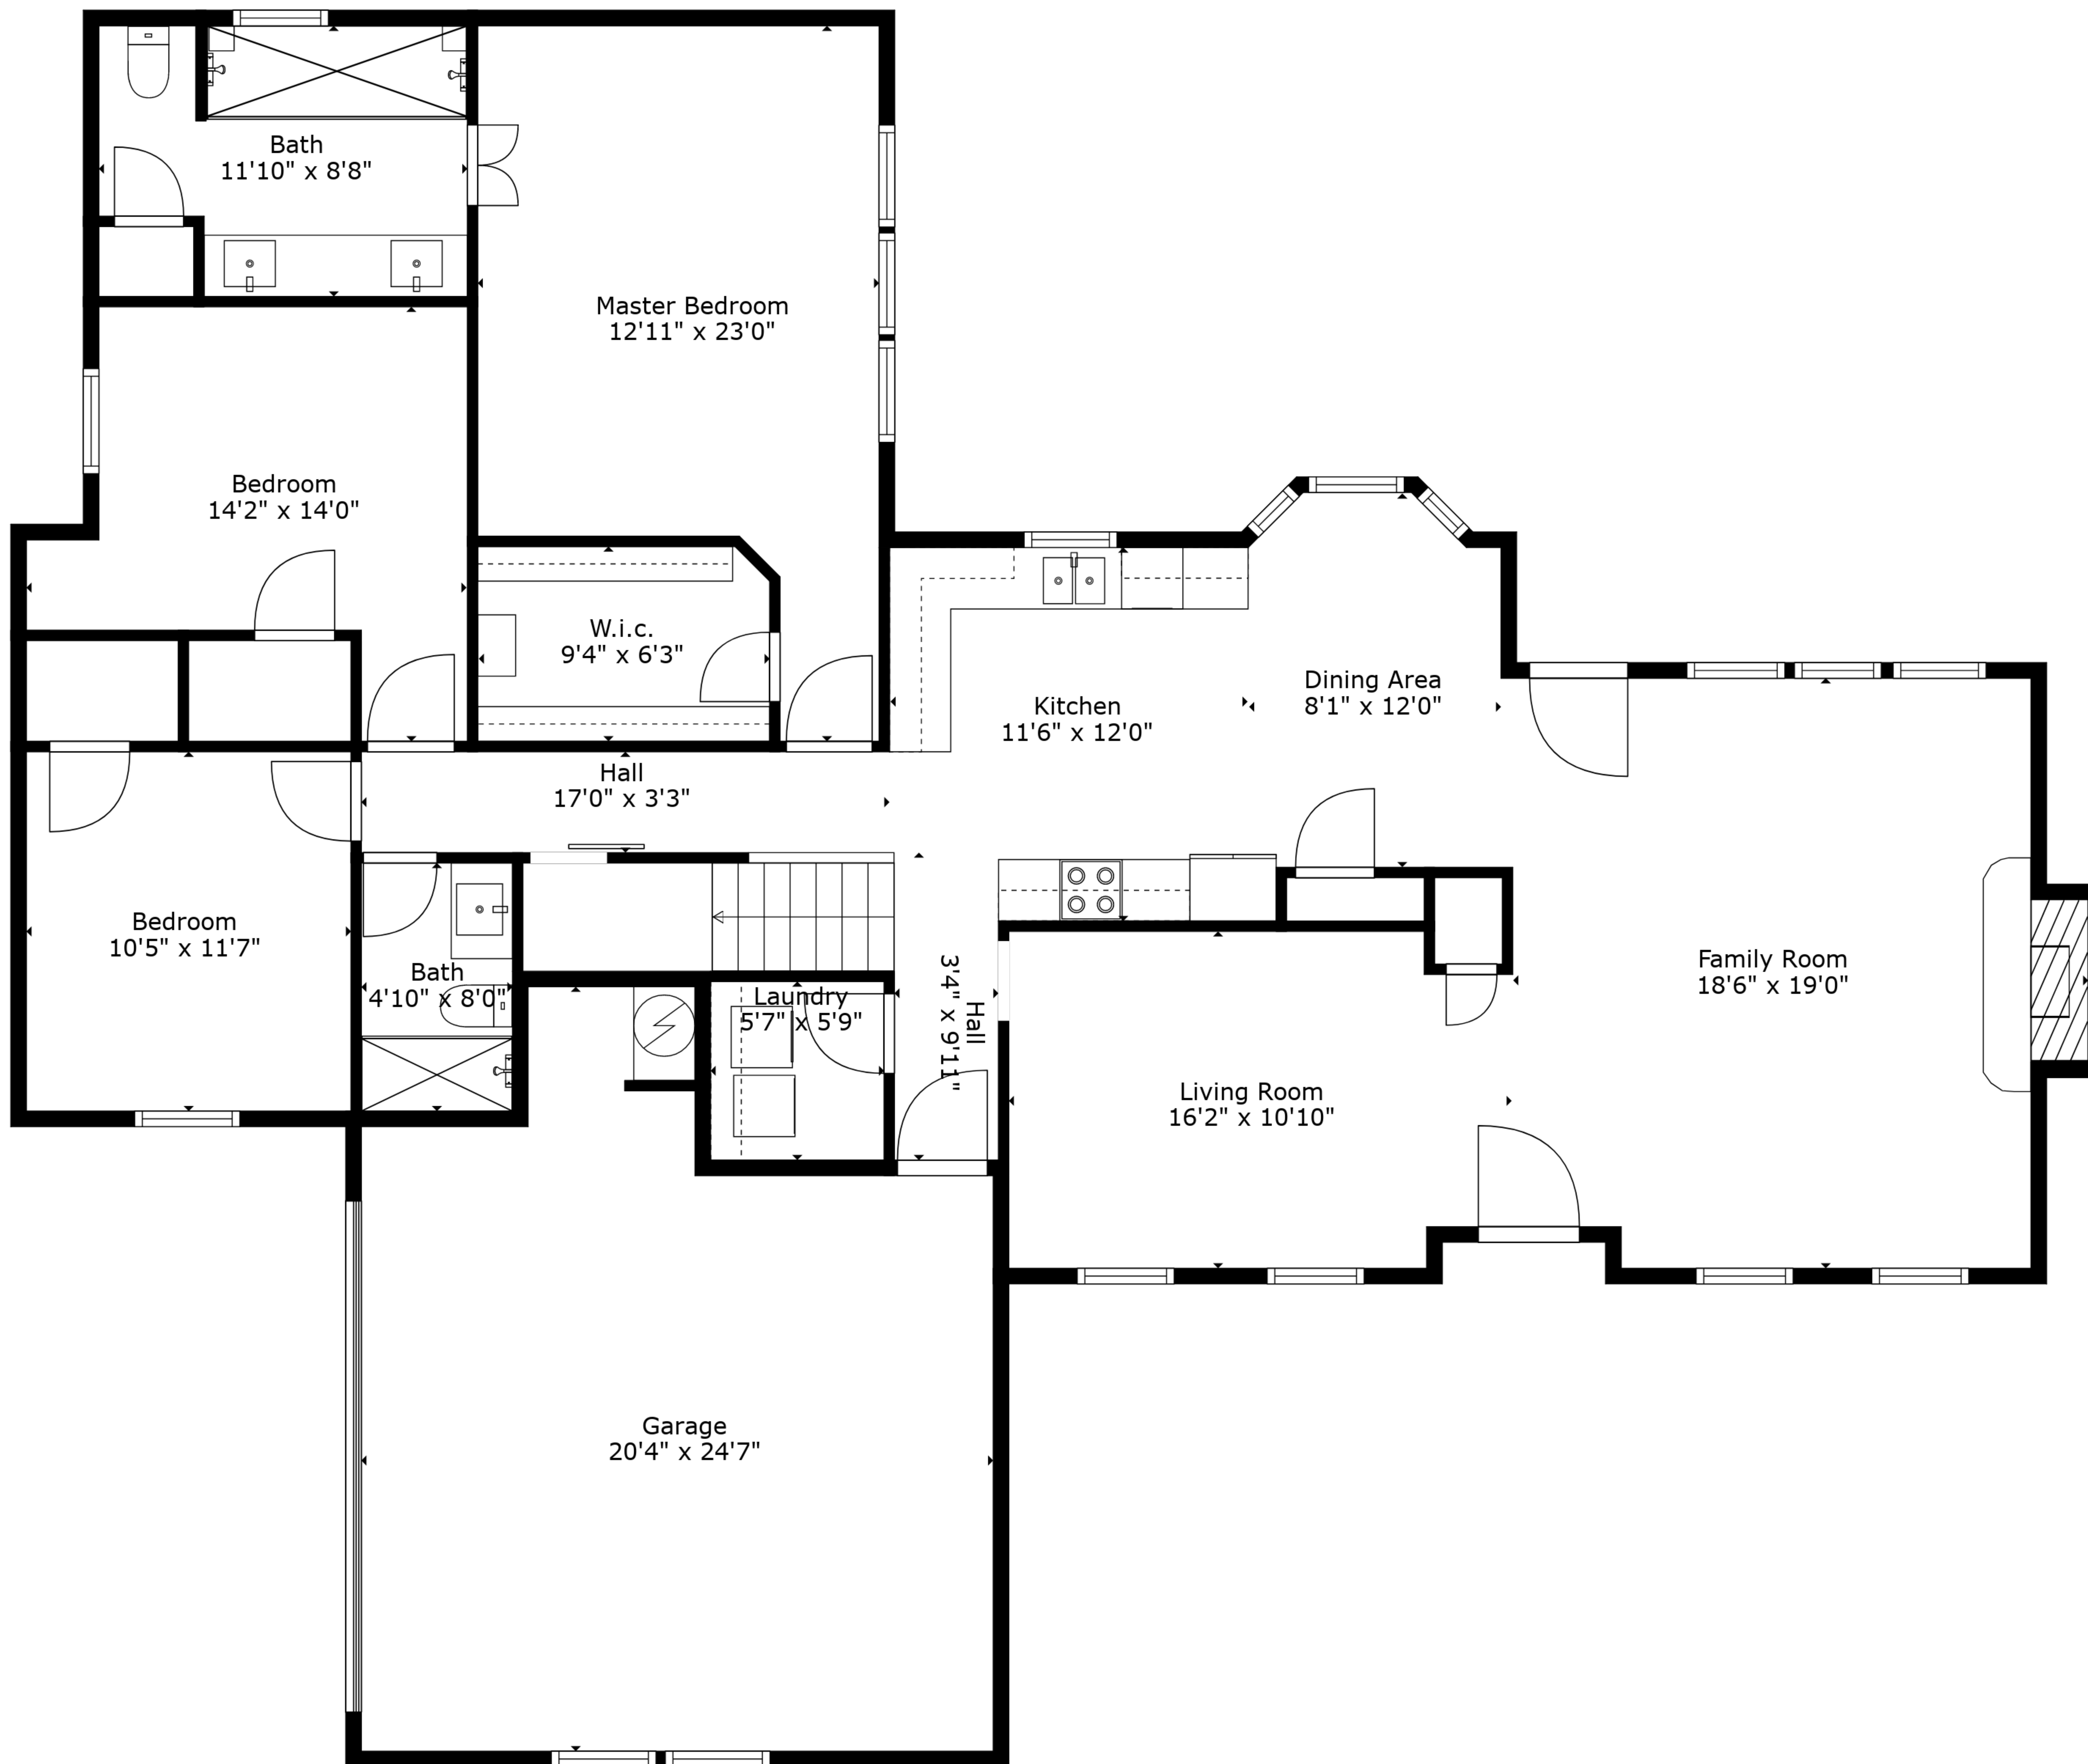 Bath
11'10" x 8'8"
Master Bedroom
12'11" x 23'0"
Bedroom
14'2" x 14'0"
W.i.c.
9'4" x 6'3"
Kitchen
11'6" x 12'0"
Dining Area
8'1" x 12'0"
Hall
17'0" x 3'3"
Bedroom
10'5" x 11'7"
Bath
4'10" x 8'0"
Laundry
5'7" x 5'9"
Hall
3'4" x 9'11"
Family Room
18'6" x 19'0"
Living Room
16'2" x 10'10"
Garage
20'4" x 24'7"